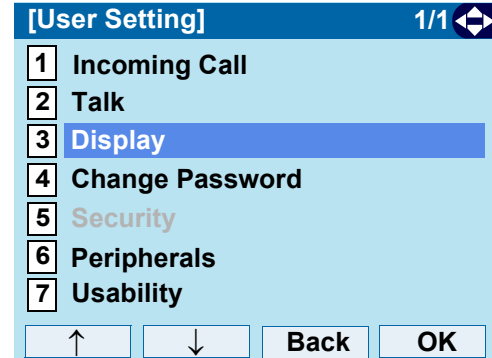 [User Setting] 1/1
1 Incoming Call
2 Talk
3 Display
4 Change Password
5 Security
6 Peripherals
7 Usability
↑ ↓ Back OK